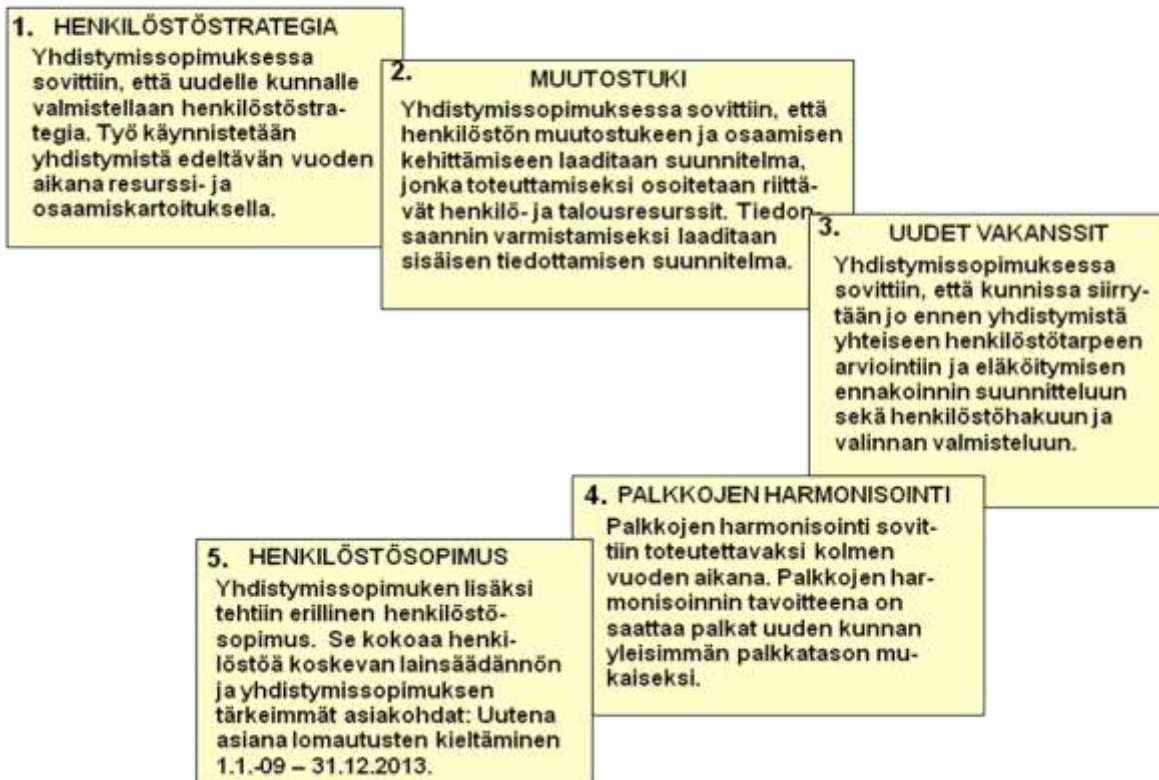 1. HENKILÖSTÖSTRATEGIA
Yhdistymissopimuksessa
sovittiin, että uudelle kunnalle
valmistellaan henkilöstöstra-
tegia. Työ käynnistetään
yhdistymistä edeltävän vuoden
aikana resurssi- ja
osaamiskartoituksella.
2. MUUTOSTUKI
Yhdistymissopimuksessa sovittiin, että
henkilöstön muutostukeen ja osaamisen
kehittämiseen laaditaan suunnitelma,
jonka toteuttamiseksi osoitetaan riittä-
vät henkilö- ja talousresurssit. Tiedon-
saannin varmistamiseksi laaditaan
sisäisen tiedottamisen suunnitelma.
3. UUDET VAKANSSIT
Yhdistymissopimuksessa
sovittiin, että kunnissa siirry-
tään jo ennen yhdistymistä
yhteiseen henkilöstötarpeen
arviointiin ja eläköitymisen
ennakoinnin suunnitteluun
sekä henkilöstöhakuun ja
valinnan valmisteluun.
4. PALKKOJEN HARMONISOINTI
Palkkojen harmonisointi sovit-
tiin toteutettavaksi kolmen
vuoden aikana. Palkkojen har-
monisoinnin tavoitteena on
saattaa palkat uuden kunnan
yleisimmän palkkatason mu-
kaiseksi.
5. HENKILÖSTÖSOPIMUS
Yhdistymissopimuken lisäksi
tehtiin erillinen henkilöstö-
sopimus. Se kokoaa henki-
löstöä koskevan lainsäädännön
ja yhdistymissopimuksen
tärkeimmät asiakohdat: Uutena
asiana lomautusten kieltäminen
1.1.-09 – 31.12.2013.